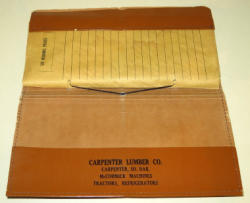 CARPENTER LUMBER CO.
CARPENTER, SO. DAK.
McCORMICK MACHINES
TRACTORS, REFRIGERATORS